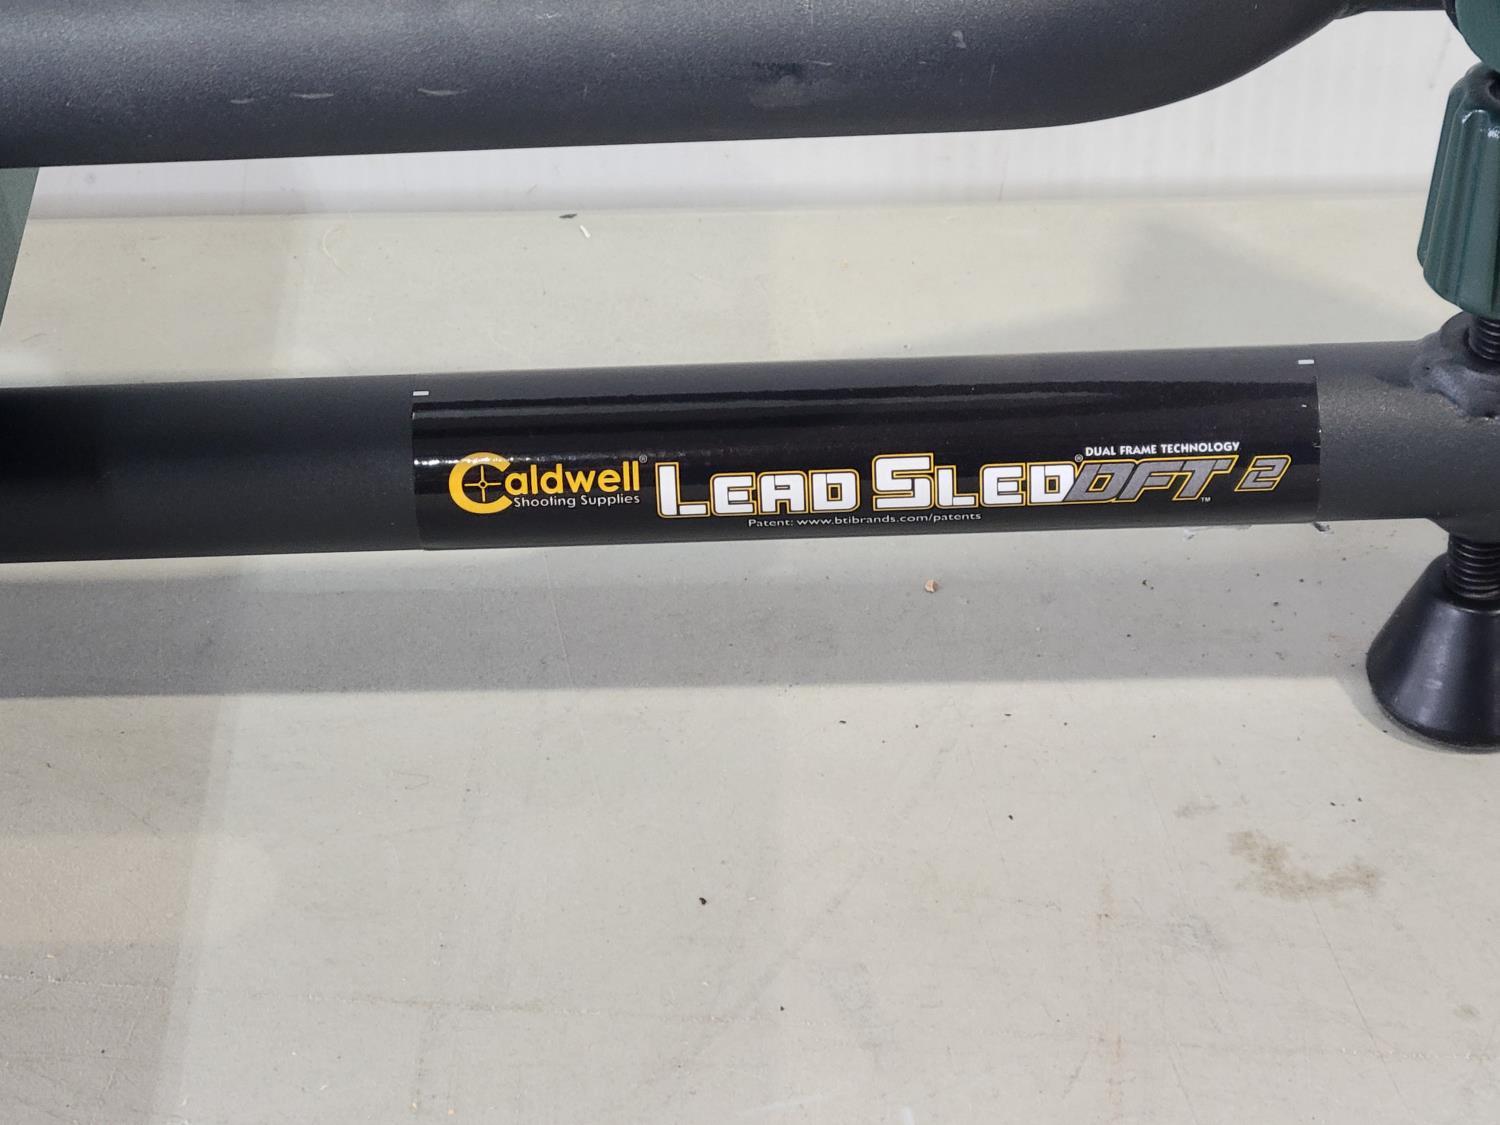 Caldwell®
Shooting Supplies
LEAD SLED® DFT 2™
DUAL FRAME TECHNOLOGY
Patent: www.btibrands.com/patents